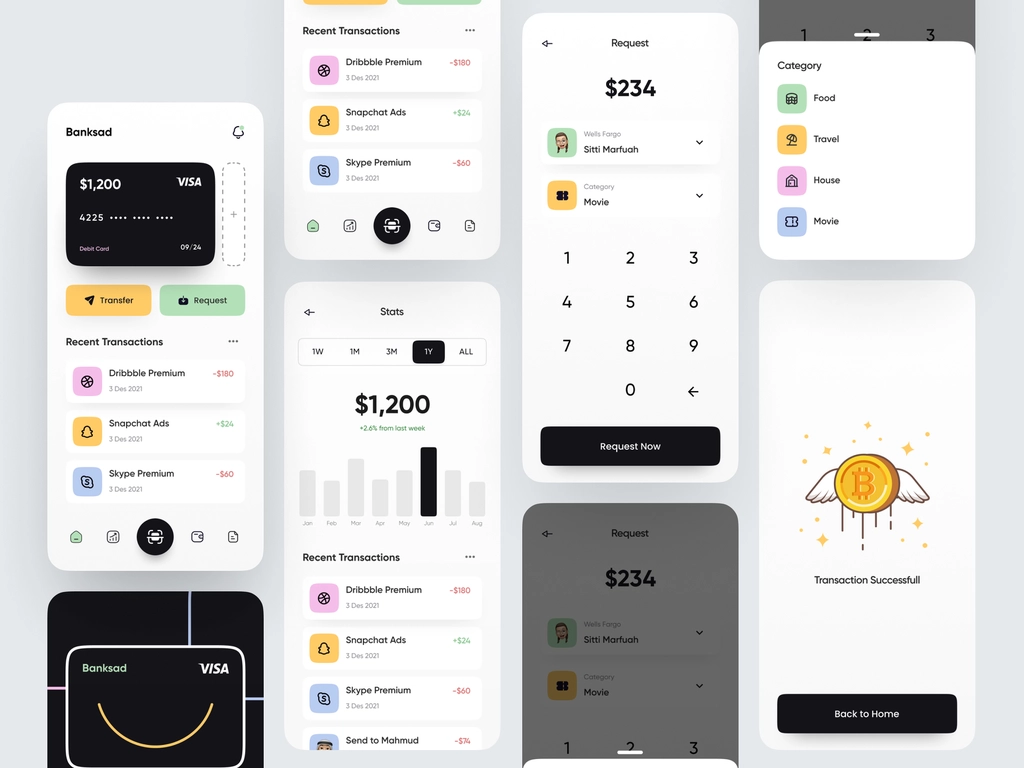 Banksad
$1,200
VISA
4225 •••• •••• ••••
Debit Card
09/24
+
Transfer
Request
Recent Transactions
Dribbble Premium
-$180
3 Des 2021
Snapchat Ads
+$24
3 Des 2021
Skype Premium
-$60
3 Des 2021
Banksad
VISA
Recent Transactions
Dribbble Premium
-$180
3 Des 2021
Snapchat Ads
+$24
3 Des 2021
Skype Premium
-$60
3 Des 2021
Stats
1W 1M 3M 1Y ALL
$1,200
+2.6% from last week
Jan Feb Mar Apr May Jun Jul Aug
Recent Transactions
Dribbble Premium
-$180
3 Des 2021
Snapchat Ads
+$24
3 Des 2021
Skype Premium
-$60
3 Des 2021
Send to Mahmud
-$74
Request
$234
Wells Fargo
Sitti Marfuah
Category
Movie
1 2 3
4 5 6
7 8 9
0
Request Now
Request
$234
Wells Fargo
Sitti Marfuah
Category
Movie
1 2 3
1 2 3
Category
Food
Travel
House
Movie
Transaction Successfull
Back to Home